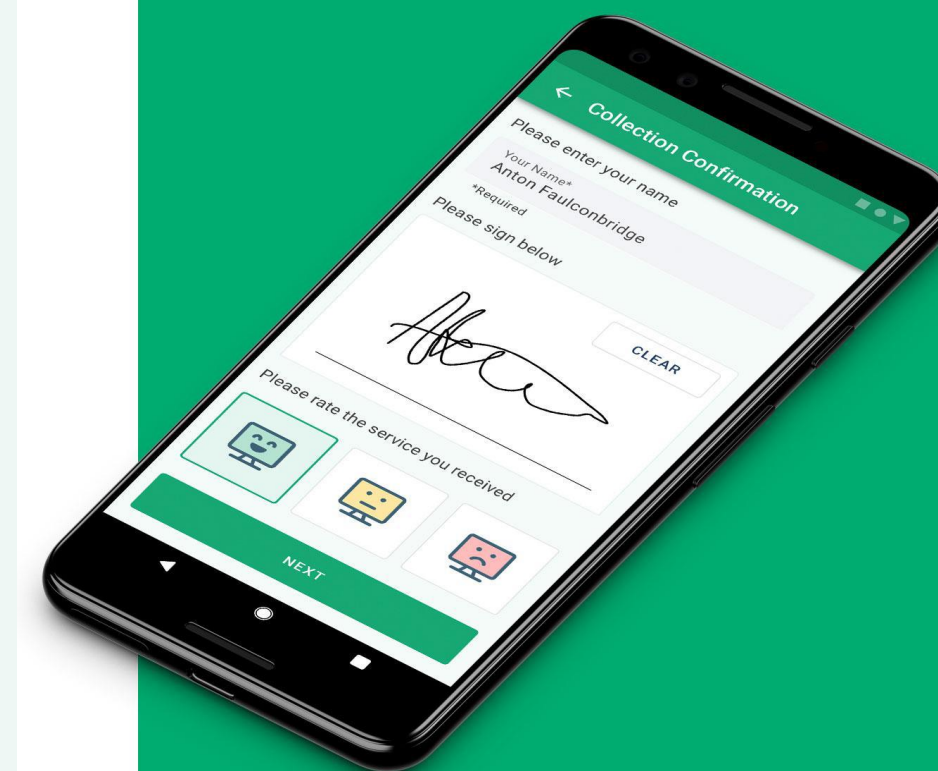 Collection Confirmation
Please enter your name
Your Name*
Anton Faulconbridge
*Required
Please sign below
CLEAR
Please rate the service you received
NEXT